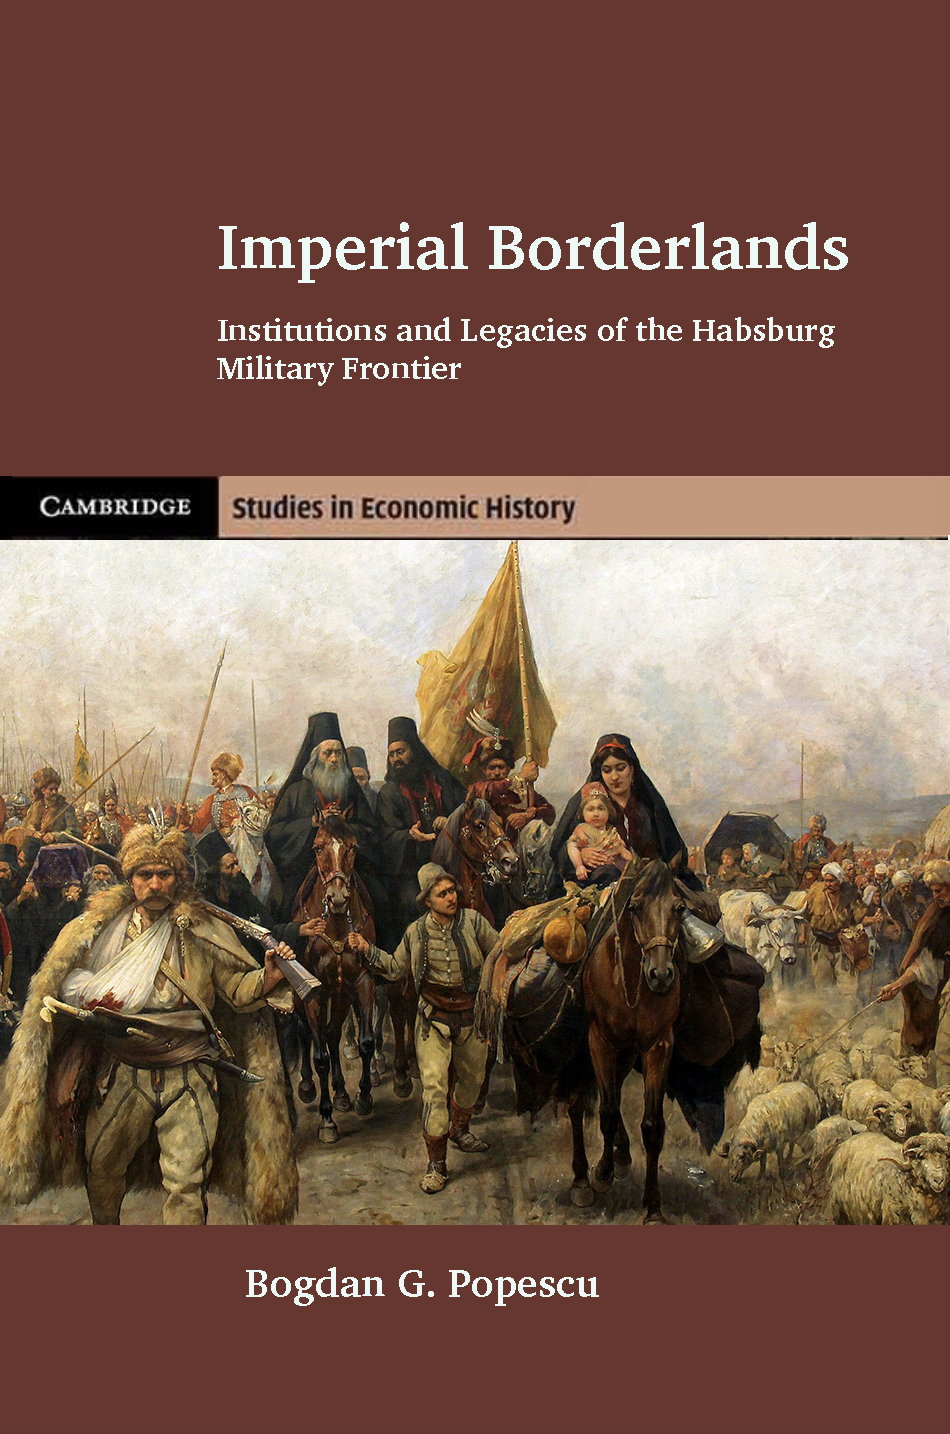 Imperial Borderlands
Institutions and Legacies of the Habsburg
Military Frontier
CAMBRIDGE Studies in Economic History
Bogdan G. Popescu